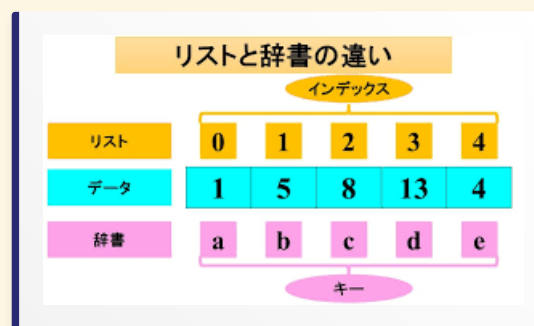 リストと辞書の違い
インデックス
リスト 0 1 2 3 4
データ 1 5 8 13 4
辞書 a b c d e
キー